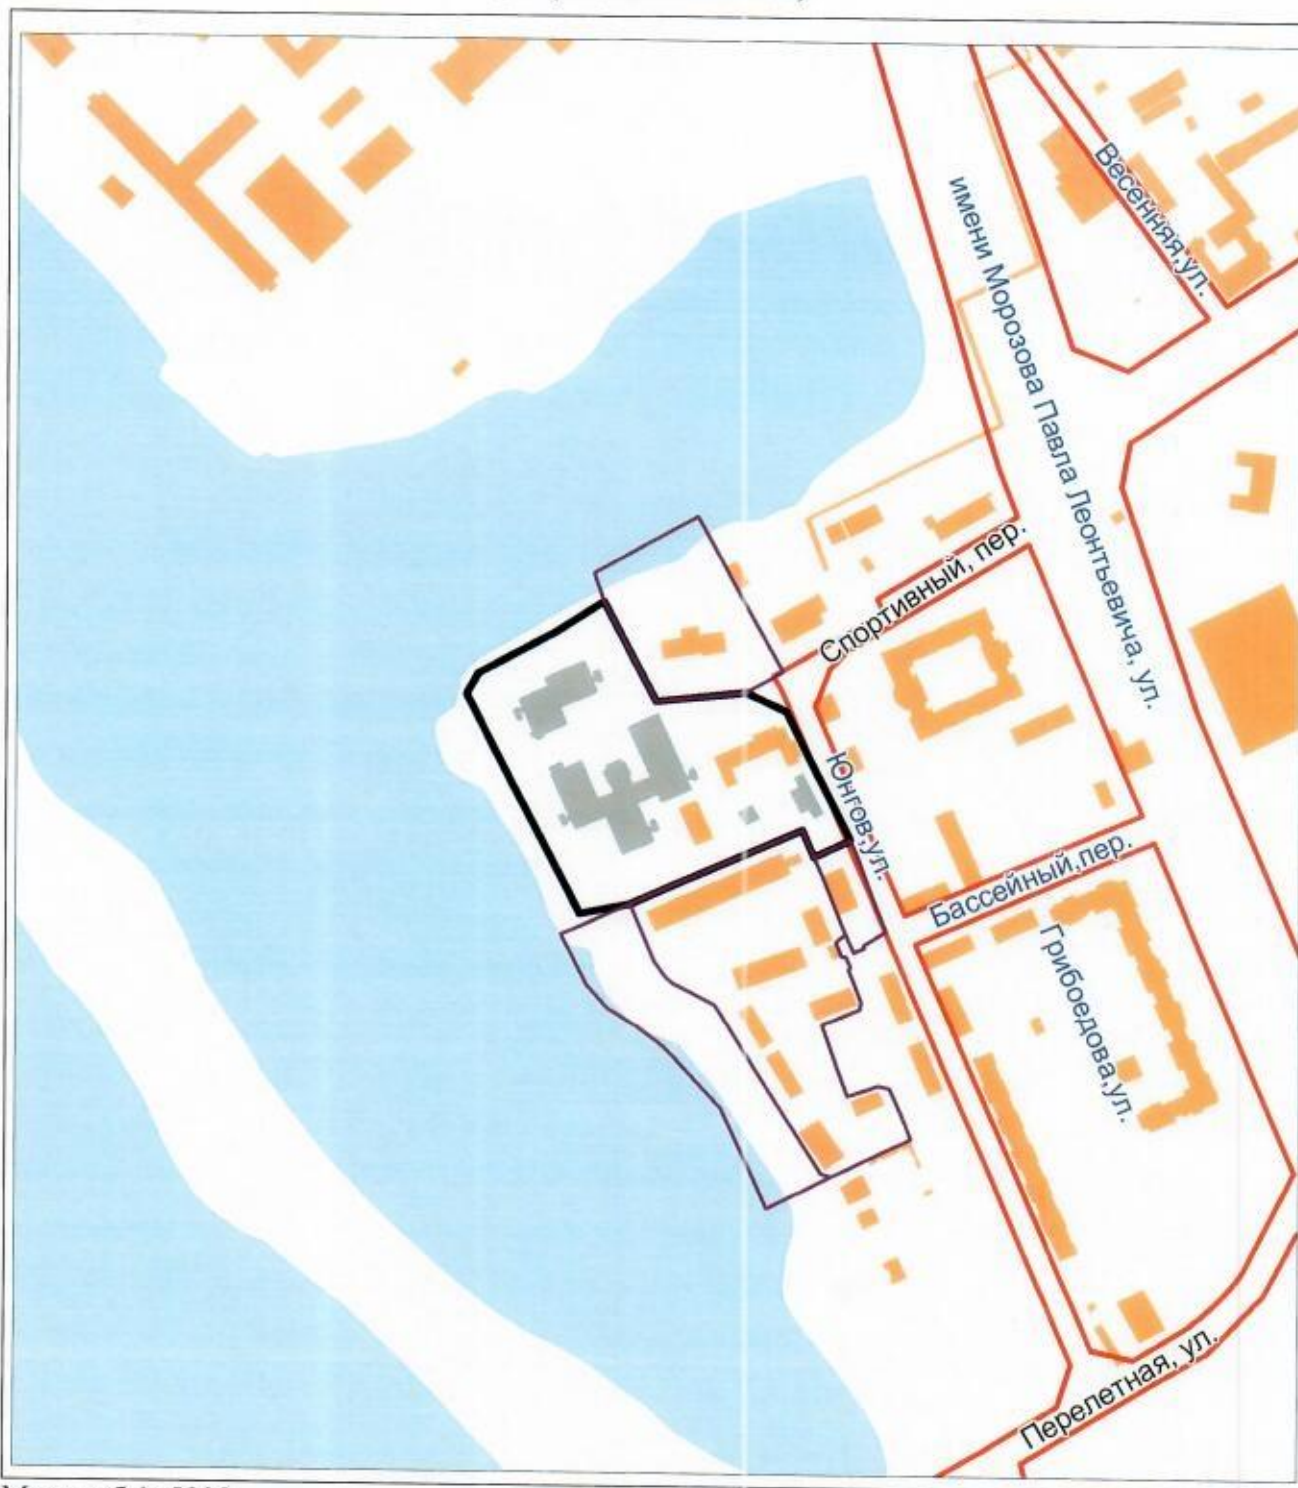 Весенняя,ул.
имени Морозова Павла Леонтьевича, ул.
Спортивный, пер.
Юнгов,ул.
Бассейный,пер.
Грибоедова,ул.
Перелетная, ул.